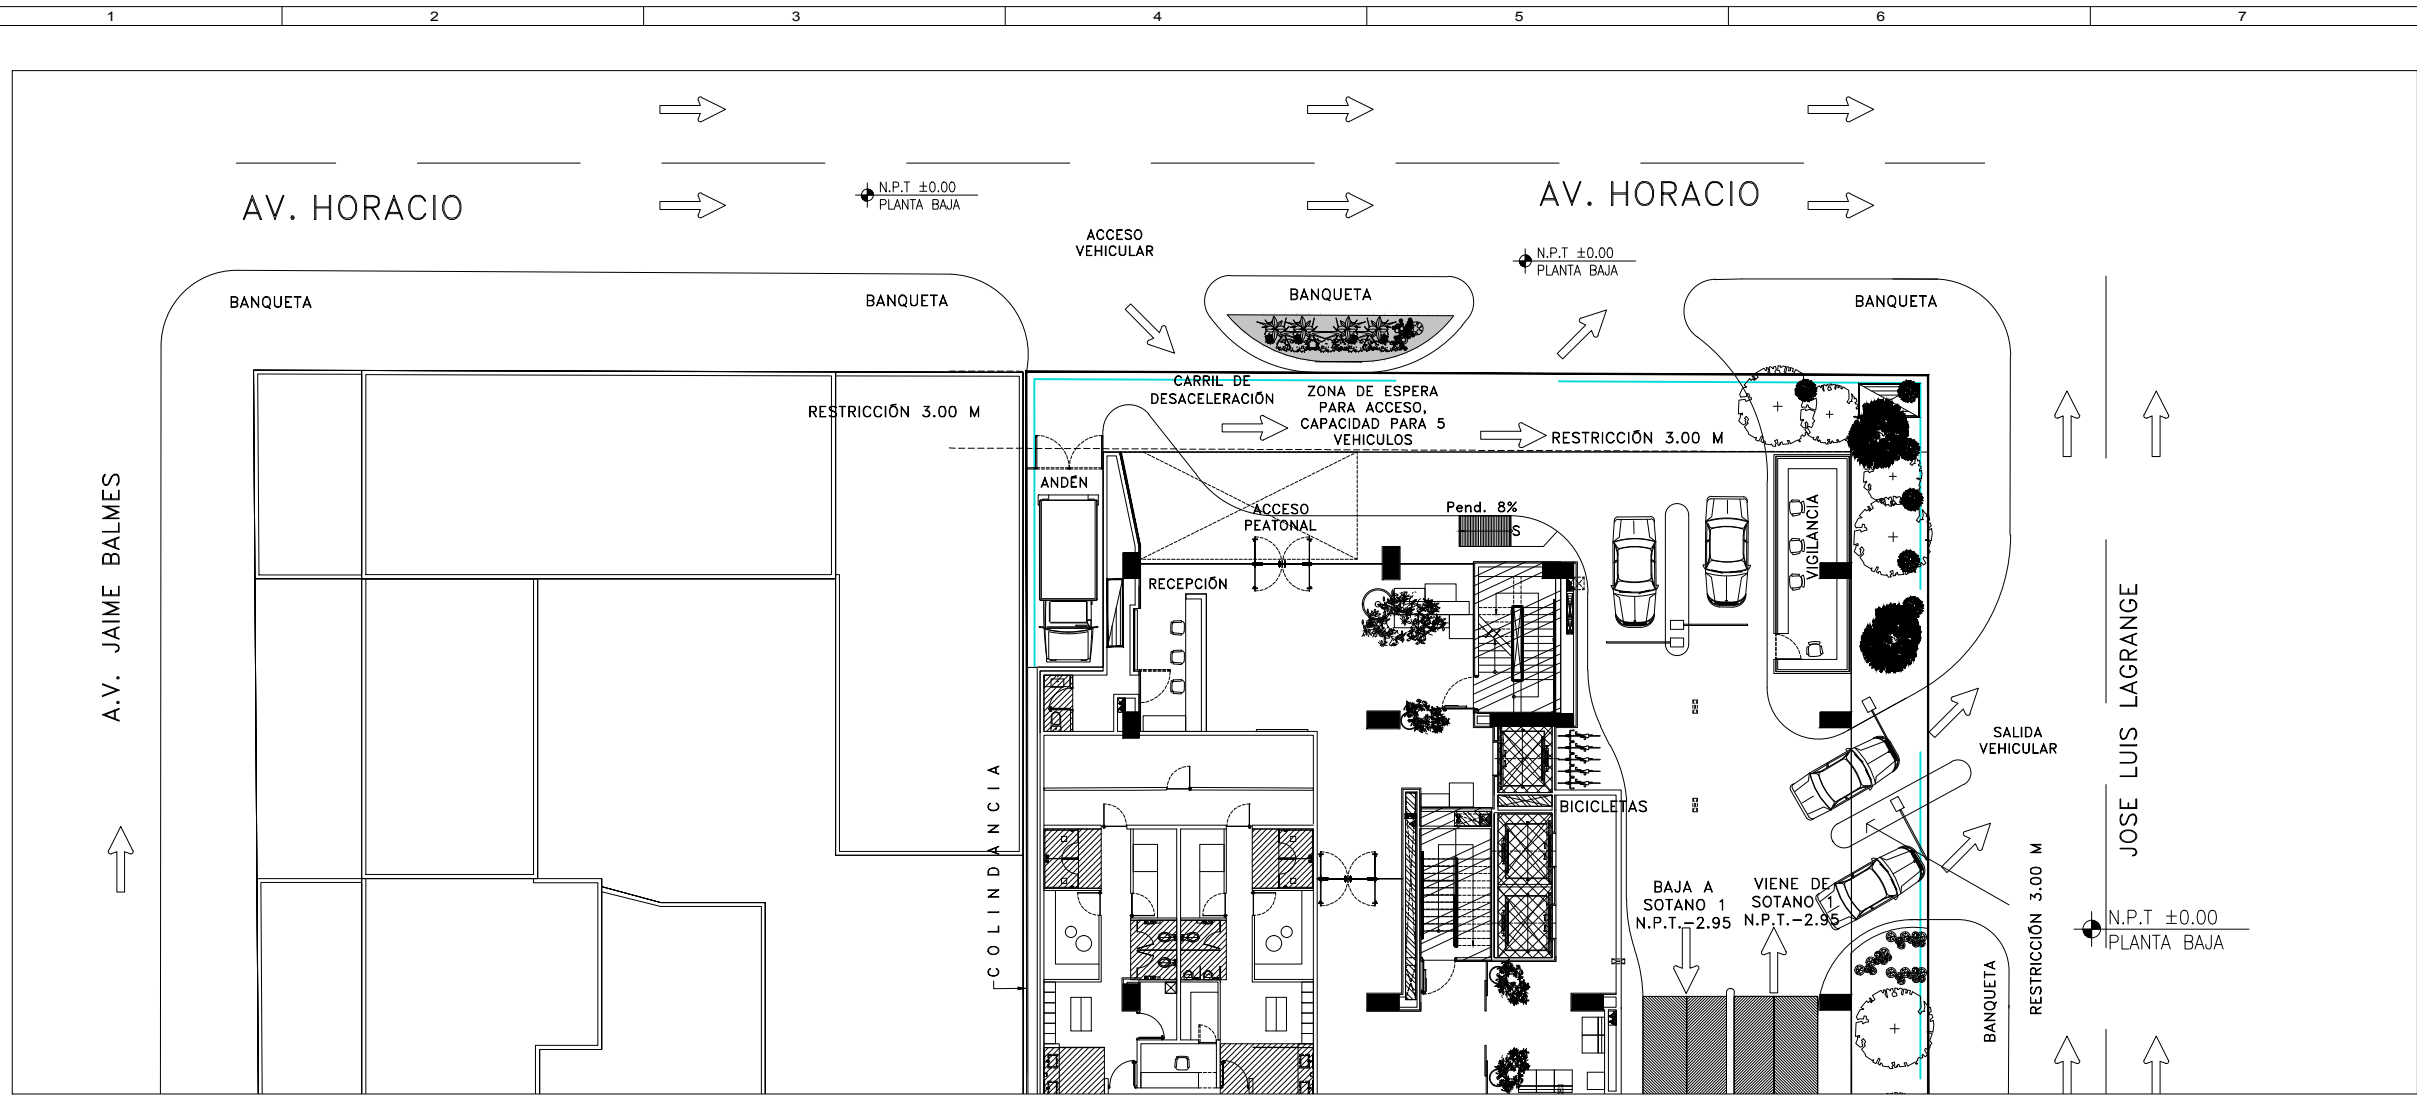 1
2
3
4
5
6
7
AV. HORACIO
N.P.T ±0.00
PLANTA BAJA
AV. HORACIO
ACCESO
VEHICULAR
N.P.T ±0.00
PLANTA BAJA
BANQUETA
BANQUETA
BANQUETA
BANQUETA
CARRIL DE
DESACELERACIÓN
ZONA DE ESPERA
PARA ACCESO,
CAPACIDAD PARA 5
VEHICULOS
RESTRICCIÓN 3.00 M
RESTRICCIÓN 3.00 M
ANDÉN
ACCESO
PEATONAL
Pend. 8%
S
VIGILANCIA
RECEPCIÓN
A.V. JAIME BALMES
JOSE LUIS LAGRANGE
SALIDA
VEHICULAR
COLINDANCIA
BICICLETAS
BAJA A
SOTANO 1
N.P.T.-2.95
VIENE DE
SOTANO 1
N.P.T.-2.95
RESTRICCIÓN 3.00 M
N.P.T ±0.00
PLANTA BAJA
BANQUETA